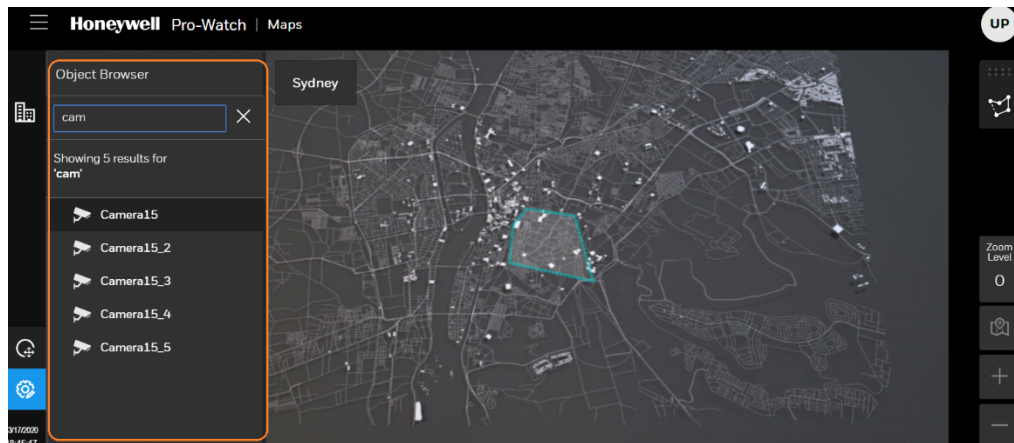 Honeywell Pro-Watch | Maps
UP
Object Browser
Sydney
cam
Showing 5 results for
'cam'
Camera15
Camera15_2
Camera15_3
Camera15_4
Camera15_5
Zoom
Level
0
3/17/2020